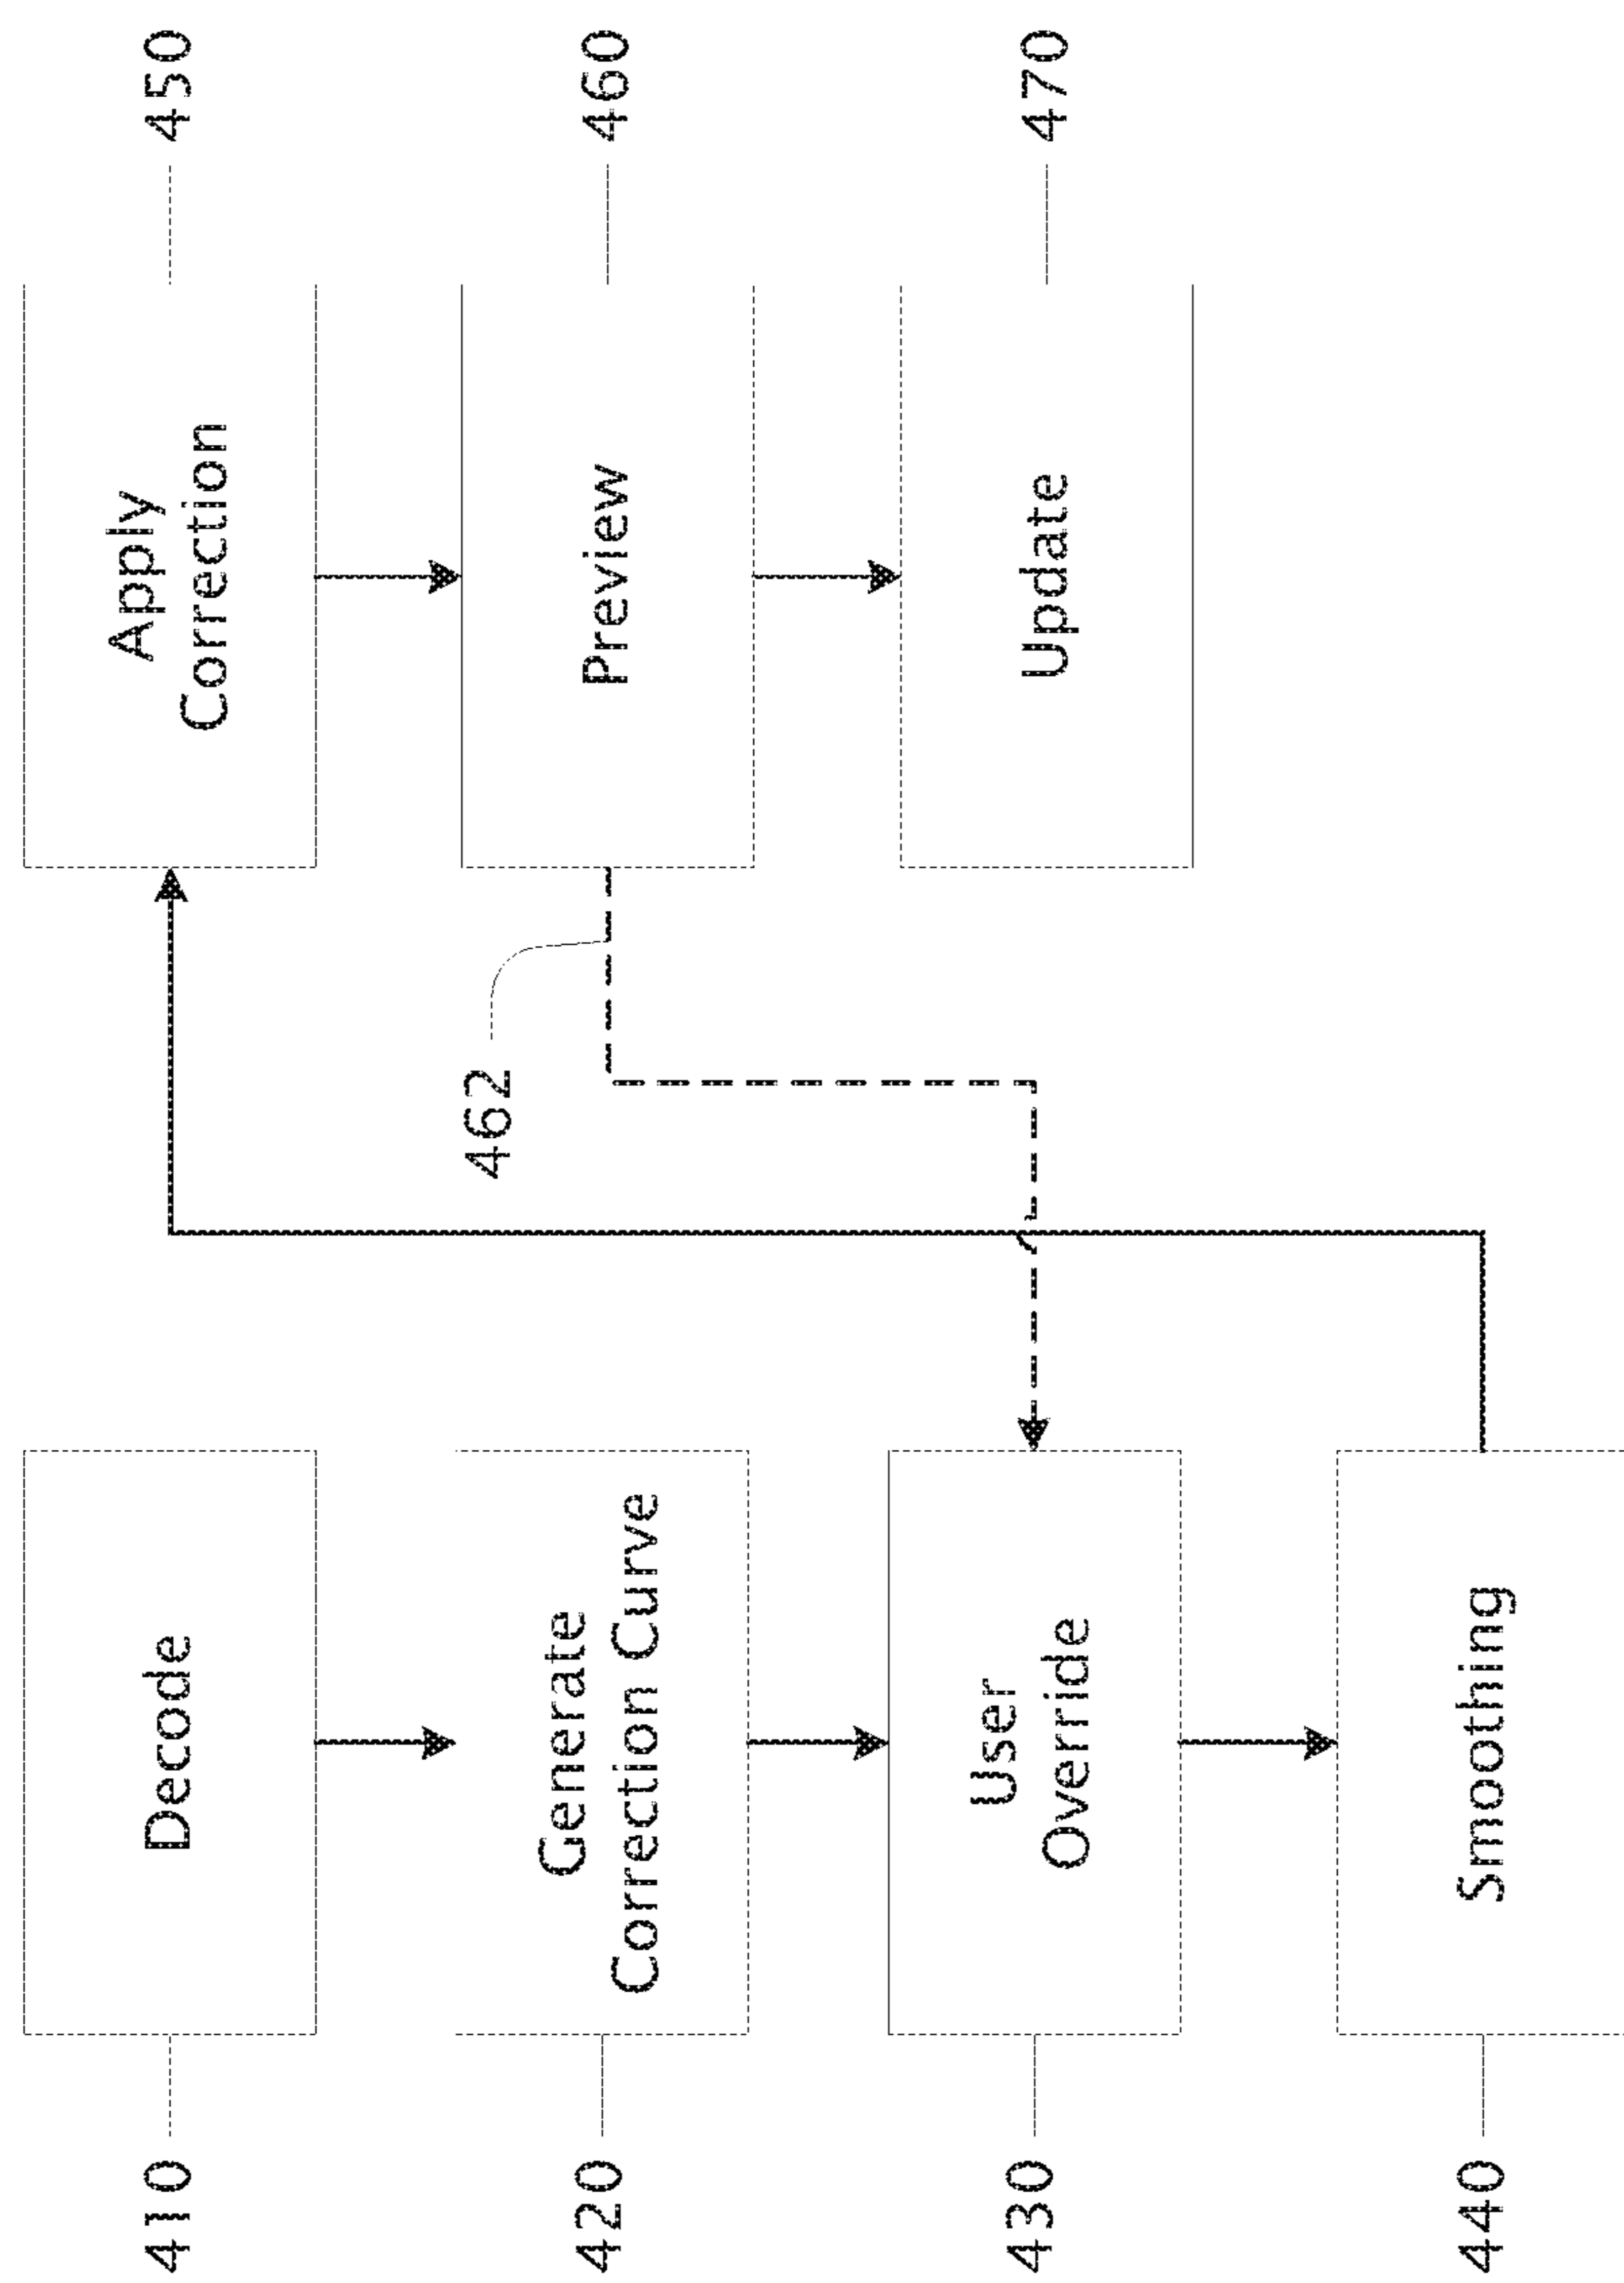 410
Decode
420
Generate
Correction Curve
430
User
Override
440
Smoothing
462
Apply
Correction
450
Preview
460
Update
470